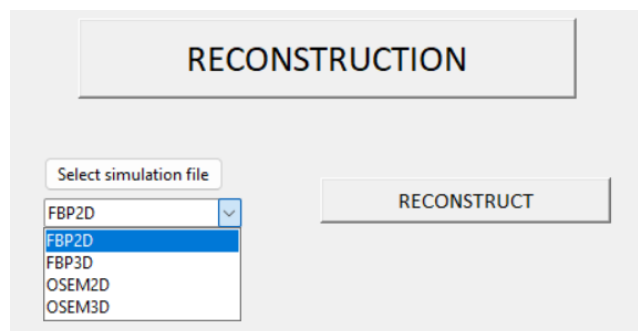 RECONSTRUCTION
Select simulation file
RECONSTRUCT
FBP2D
FBP2D
FBP3D
OSEM2D
OSEM3D